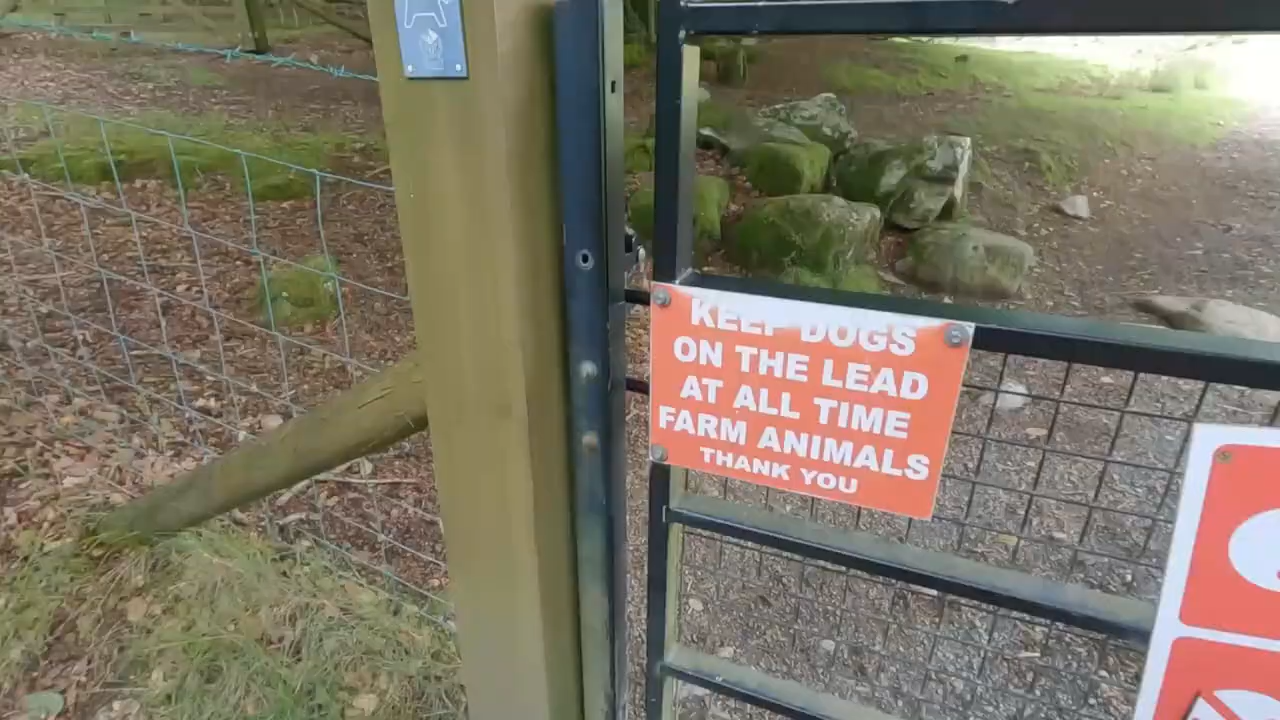 KEEP DOGS
ON THE LEAD
AT ALL TIME
FARM ANIMALS
THANK YOU